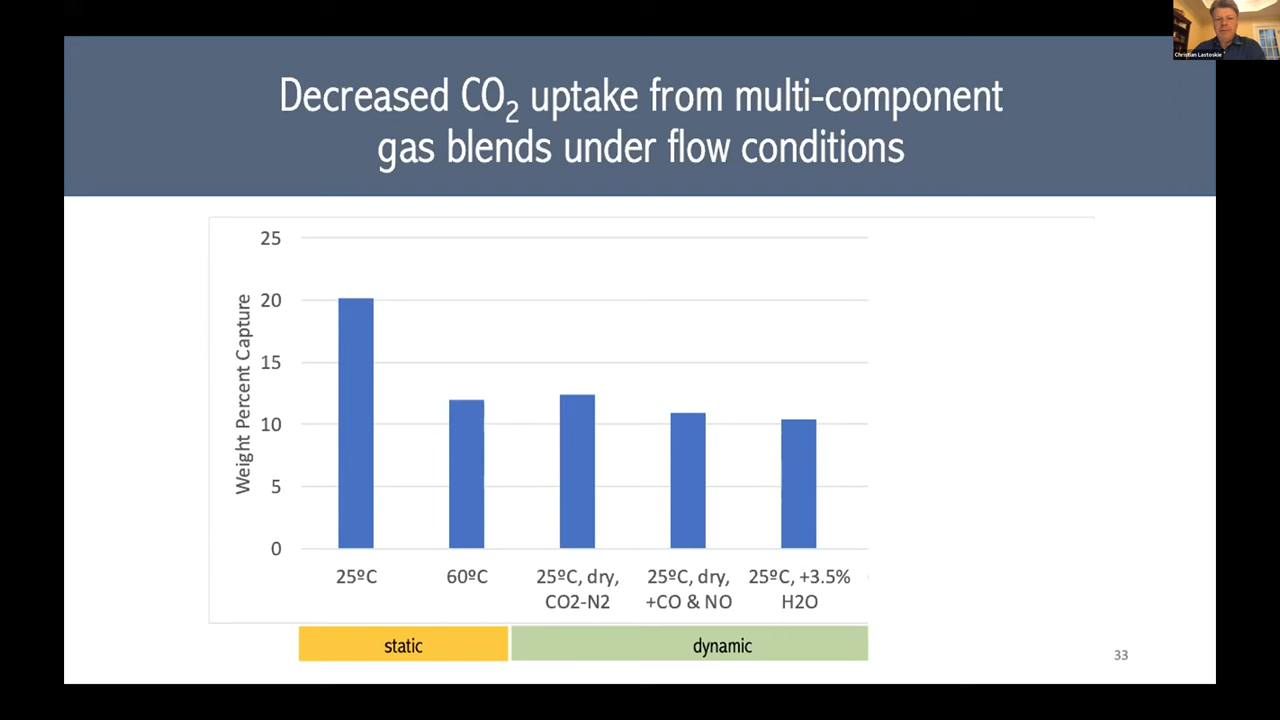 Christian Lastoskie
Decreased CO₂ uptake from multi-component
gas blends under flow conditions
Weight Percent Capture
25
20
15
10
5
0
25ºC
60ºC
25ºC, dry,
CO2-N2
25ºC, dry,
+CO & NO
25ºC, +3.5%
H2O
static
dynamic
33